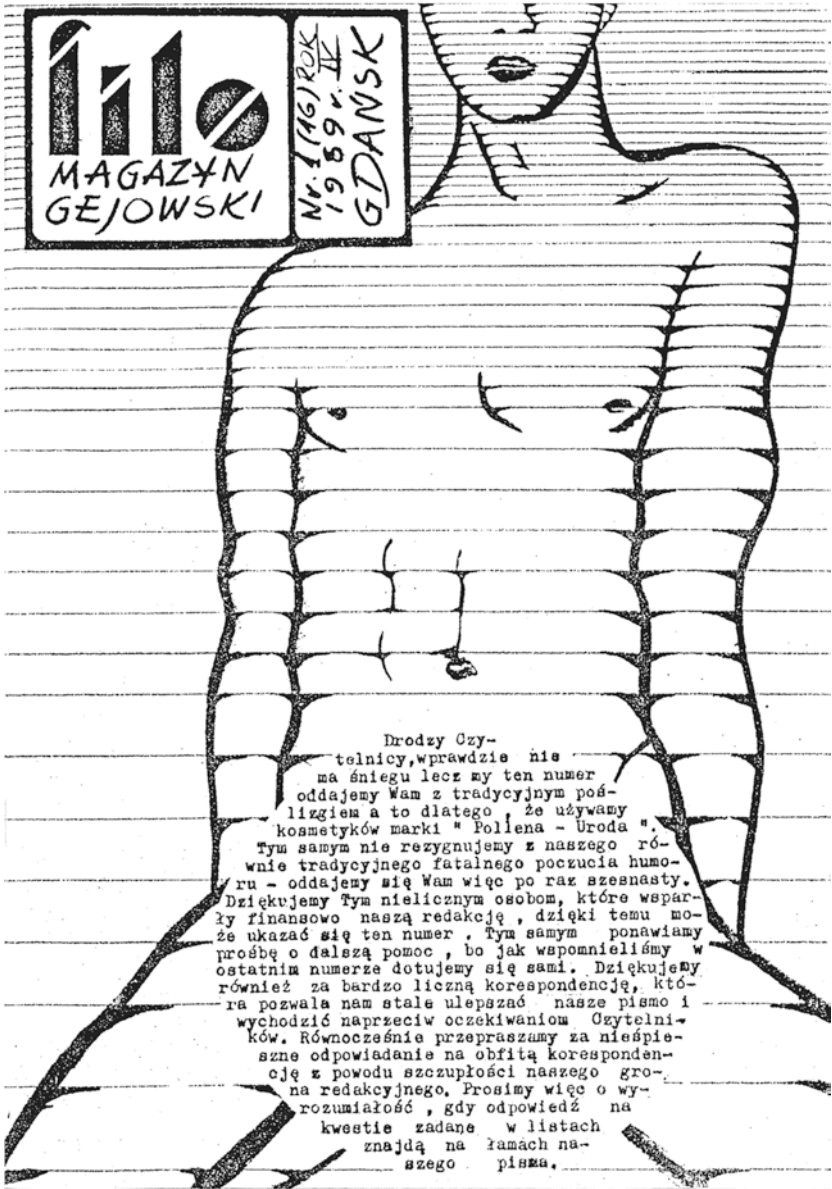 filo
MAGAZYN
GEJOWSKI
Nr. 1 (16) ROK
1989 r. IV
GDAŃSK
Drodzy Czy-
telnicy,wprawdzie nie
ma śniegu lecz my ten numer
oddajemy Wam z tradycyjnym poś-
lizgiem a to dlatego , że używamy
kosmetyków marki " Pollena - Uroda ".
Tym samym nie rezygnujemy z naszego ró-
wnie tradycyjnego fatalnego poczucia humo-
ru - oddajemy się Wam więc po raz szesnasty.
Dziękujemy Tym nielicznym osobom, które wspar-
ły finansowo naszą redakcję , dzięki temu mo-
że ukazać się ten numer . Tym samym ponawiamy
prośbę o dalszą pomoc , bo jak wspomnieliśmy w
ostatnim numerze dotujemy się sami. Dziękujemy
również za bardzo liczną korespondencję, któ-
ra pozwala nam stale ulepszać nasze pismo i
wychodzić naprzeciw oczekiwaniom Czytelni-
ków. Równocześnie przepraszamy za nieśpie-
szne odpowiadanie na obfitą koresponden-
cję z powodu szczupłości naszego gro-
na redakcyjnego. Prosimy więc o wy-
rozumiałość , gdy odpowiedź na
kwestie zadane w listach
znajdą na łamach na-
szego pisma.